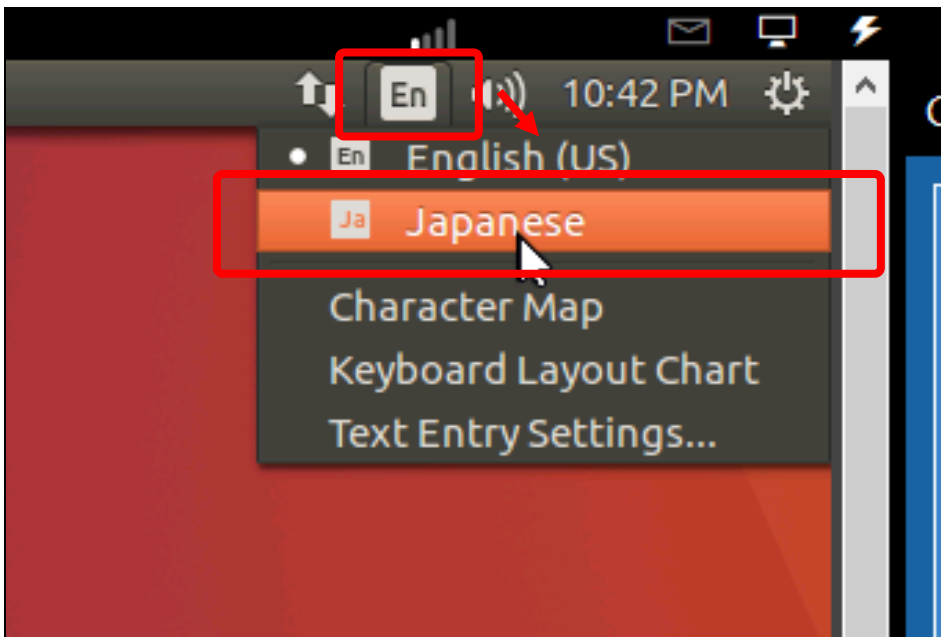 En 10:42 PM
En English (US)
Ja Japanese
Character Map
Keyboard Layout Chart
Text Entry Settings...